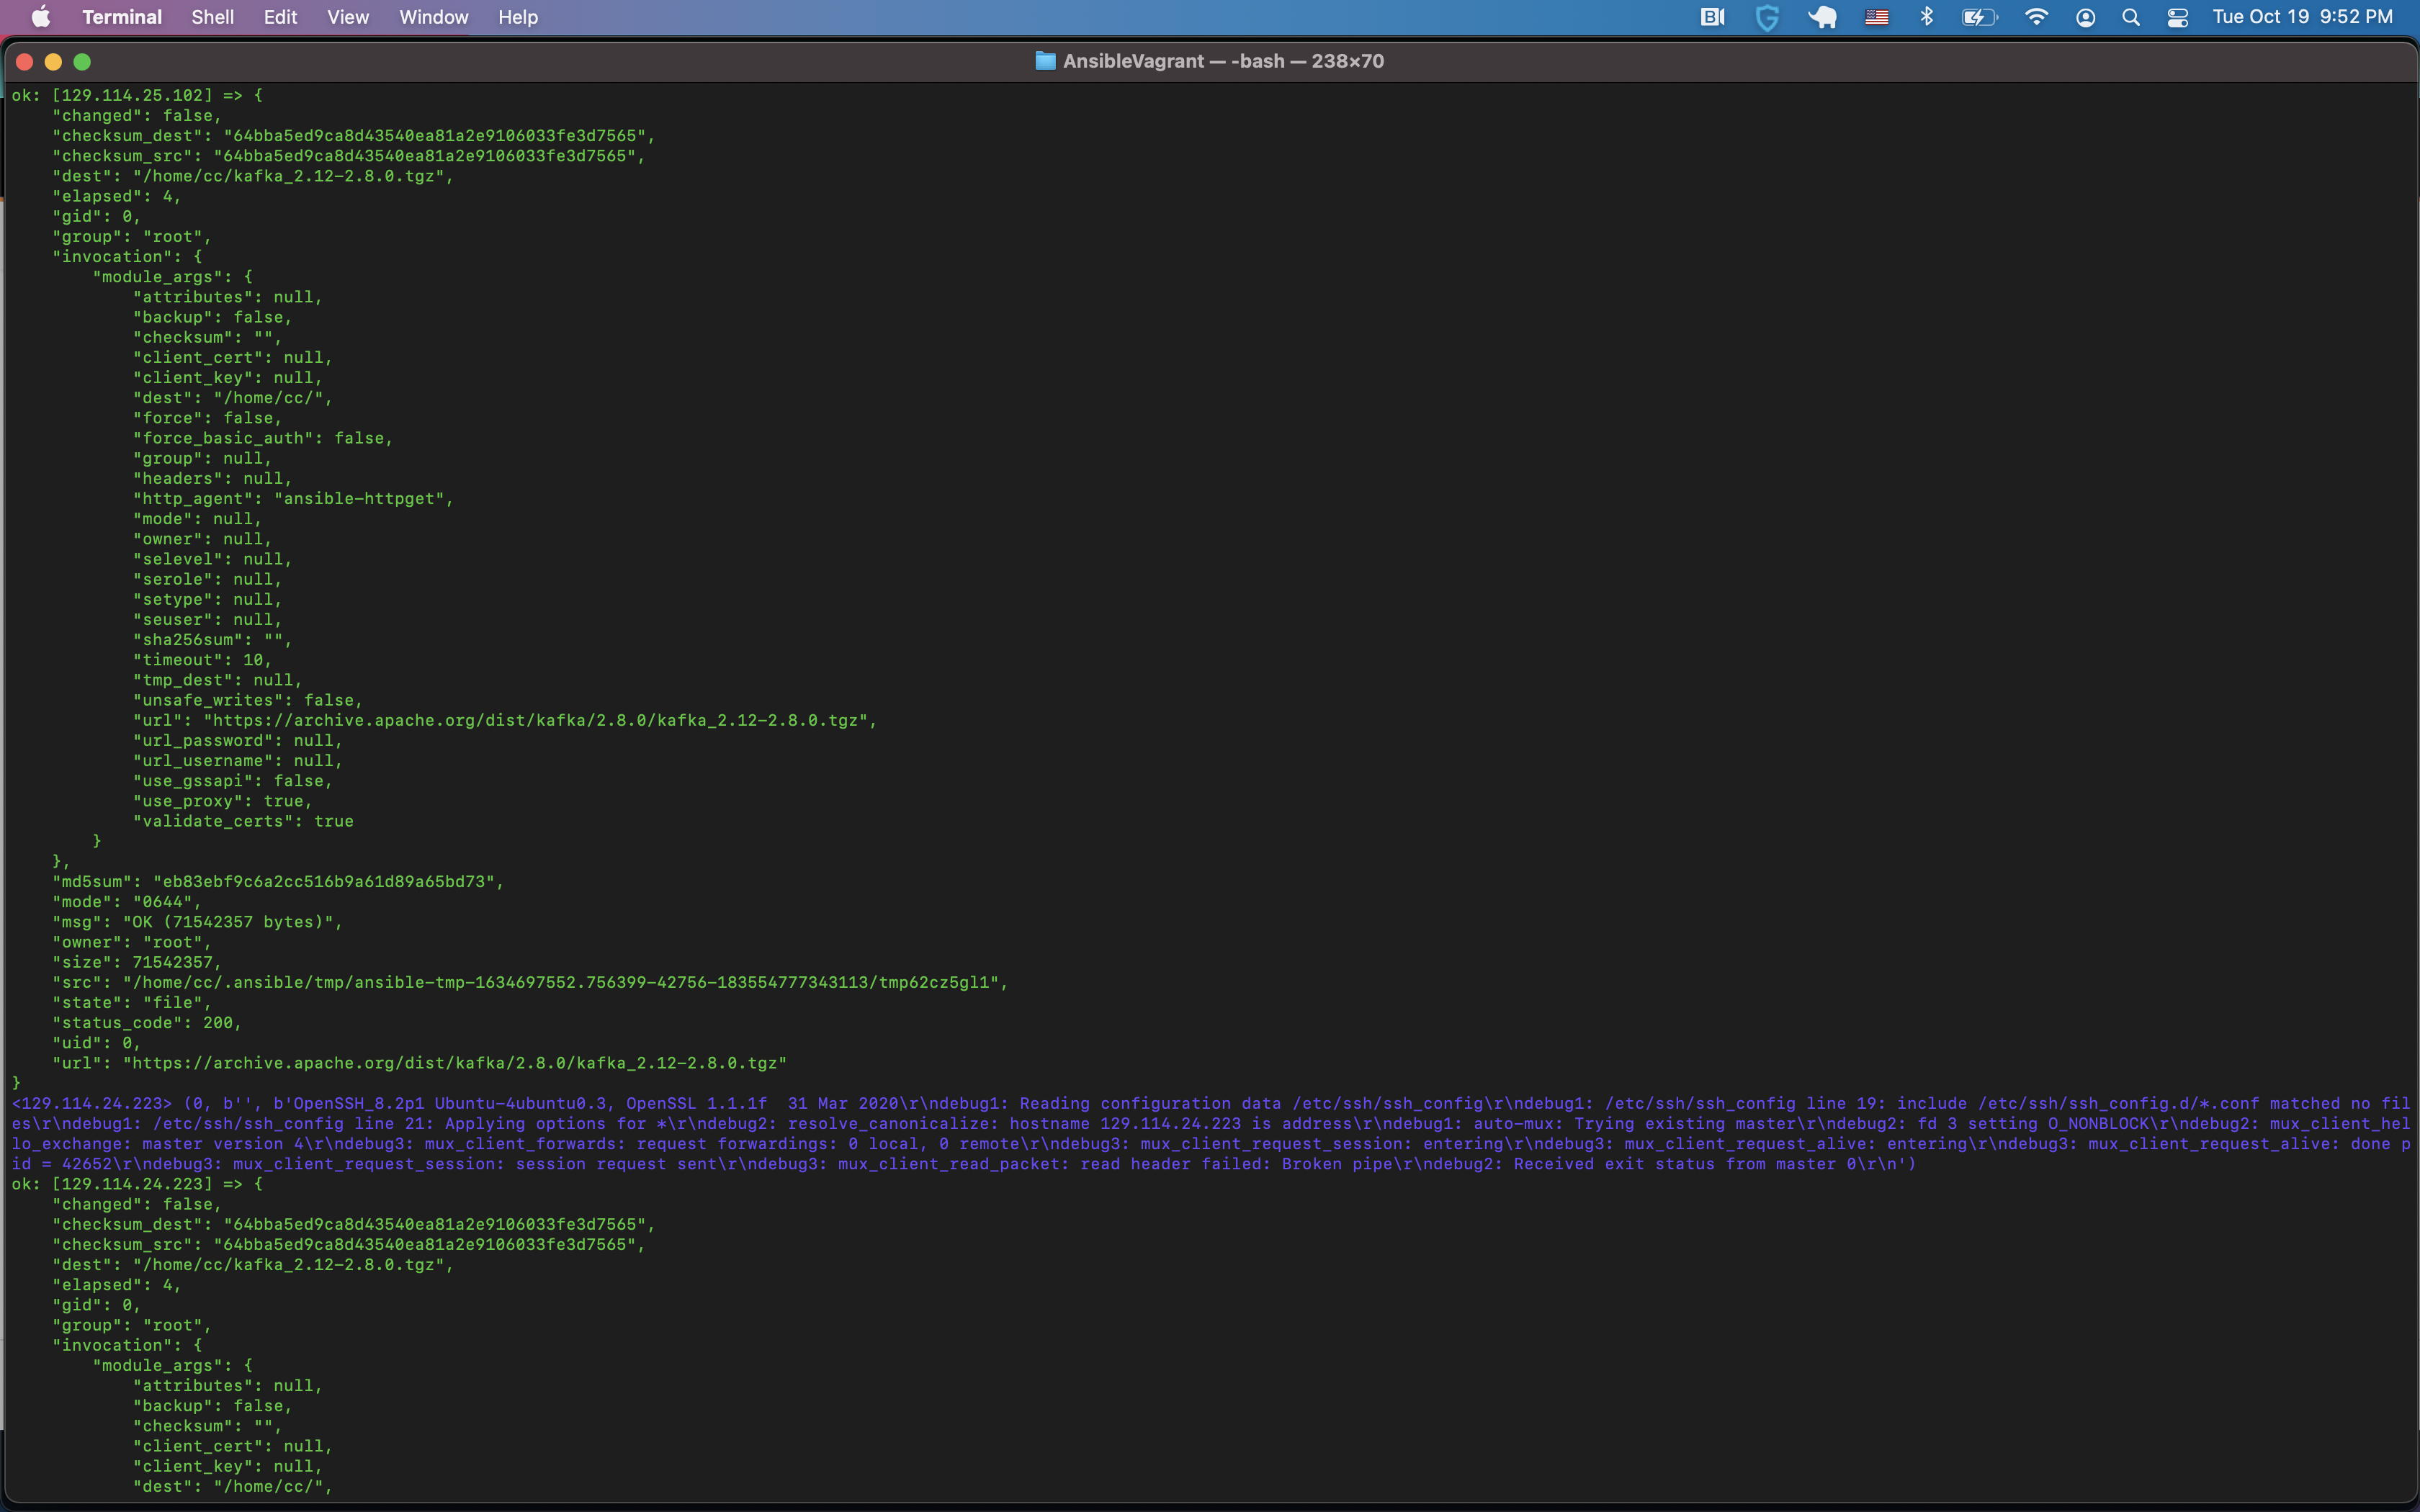 Terminal Shell Edit View Window Help Tue Oct 19 9:52 PM
AnsibleVagrant — -bash — 238×70
ok: [129.114.25.102] => {
    "changed": false,
    "checksum_dest": "64bba5ed9ca8d43540ea81a2e9106033fe3d7565",
    "checksum_src": "64bba5ed9ca8d43540ea81a2e9106033fe3d7565",
    "dest": "/home/cc/kafka_2.12-2.8.0.tgz",
    "elapsed": 4,
    "gid": 0,
    "group": "root",
    "invocation": {
        "module_args": {
            "attributes": null,
            "backup": false,
            "checksum": "",
            "client_cert": null,
            "client_key": null,
            "dest": "/home/cc/",
            "force": false,
            "force_basic_auth": false,
            "group": null,
            "headers": null,
            "http_agent": "ansible-httpget",
            "mode": null,
            "owner": null,
            "selevel": null,
            "serole": null,
            "setype": null,
            "seuser": null,
            "sha256sum": "",
            "timeout": 10,
            "tmp_dest": null,
            "unsafe_writes": false,
            "url": "https://archive.apache.org/dist/kafka/2.8.0/kafka_2.12-2.8.0.tgz",
            "url_password": null,
            "url_username": null,
            "use_gssapi": false,
            "use_proxy": true,
            "validate_certs": true
        }
    },
    "md5sum": "eb83ebf9c6a2cc516b9a61d89a65bd73",
    "mode": "0644",
    "msg": "OK (71542357 bytes)",
    "owner": "root",
    "size": 71542357,
    "src": "/home/cc/.ansible/tmp/ansible-tmp-1634697552.756399-42756-183554777343113/tmp62cz5gl1",
    "state": "file",
    "status_code": 200,
    "uid": 0,
    "url": "https://archive.apache.org/dist/kafka/2.8.0/kafka_2.12-2.8.0.tgz"
}
<129.114.24.223> (0, b'', b'OpenSSH_8.2p1 Ubuntu-4ubuntu0.3, OpenSSL 1.1.1f  31 Mar 2020\r\ndebug1: Reading configuration data /etc/ssh/ssh_config\r\ndebug1: /etc/ssh/ssh_config line 19: include /etc/ssh/ssh_config.d/*.conf matched no fil
es\r\ndebug1: /etc/ssh/ssh_config line 21: Applying options for *\r\ndebug2: resolve_canonicalize: hostname 129.114.24.223 is address\r\ndebug1: auto-mux: Trying existing master\r\ndebug2: fd 3 setting O_NONBLOCK\r\ndebug2: mux_client_hel
lo_exchange: master version 4\r\ndebug3: mux_client_forwards: request forwardings: 0 local, 0 remote\r\ndebug3: mux_client_request_session: entering\r\ndebug3: mux_client_request_alive: entering\r\ndebug3: mux_client_request_alive: done p
id = 42652\r\ndebug3: mux_client_request_session: session request sent\r\ndebug3: mux_client_read_packet: read header failed: Broken pipe\r\ndebug2: Received exit status from master 0\r\n')
ok: [129.114.24.223] => {
    "changed": false,
    "checksum_dest": "64bba5ed9ca8d43540ea81a2e9106033fe3d7565",
    "checksum_src": "64bba5ed9ca8d43540ea81a2e9106033fe3d7565",
    "dest": "/home/cc/kafka_2.12-2.8.0.tgz",
    "elapsed": 4,
    "gid": 0,
    "group": "root",
    "invocation": {
        "module_args": {
            "attributes": null,
            "backup": false,
            "checksum": "",
            "client_cert": null,
            "client_key": null,
            "dest": "/home/cc/",